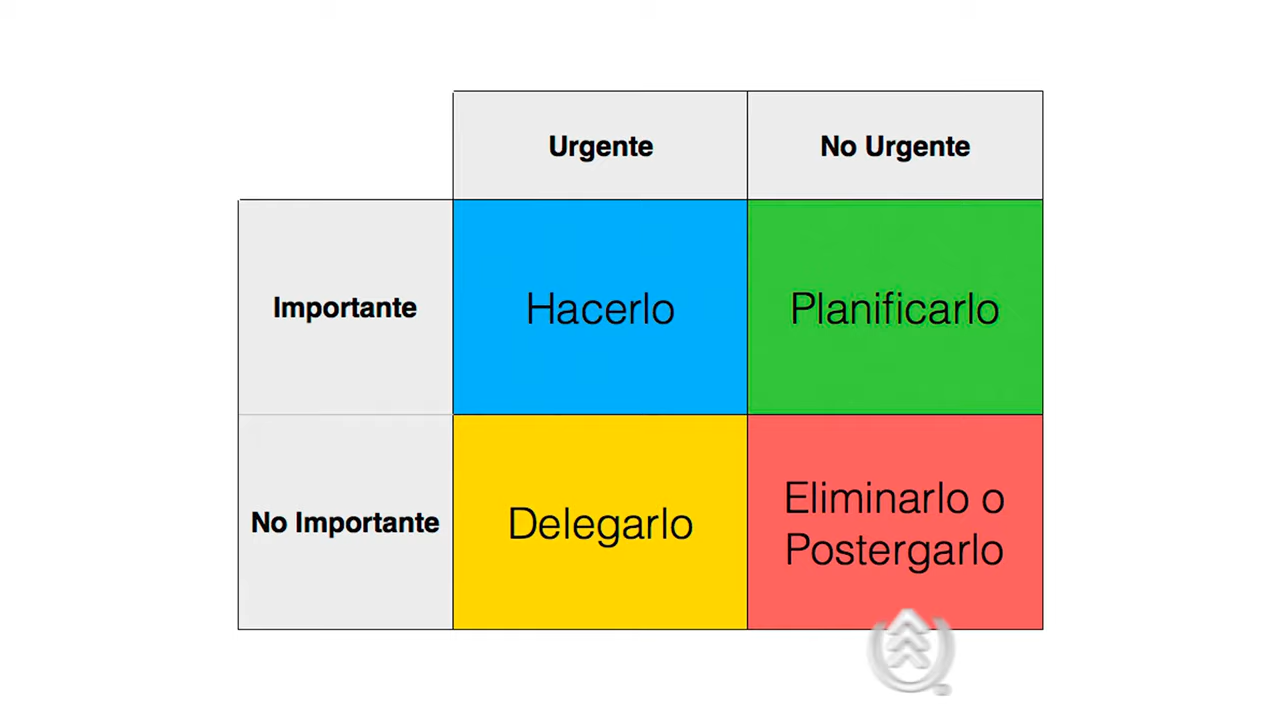 Urgente
No Urgente
Importante
Hacerlo
Planificarlo
No Importante
Delegarlo
Eliminarlo o
Postergarlo